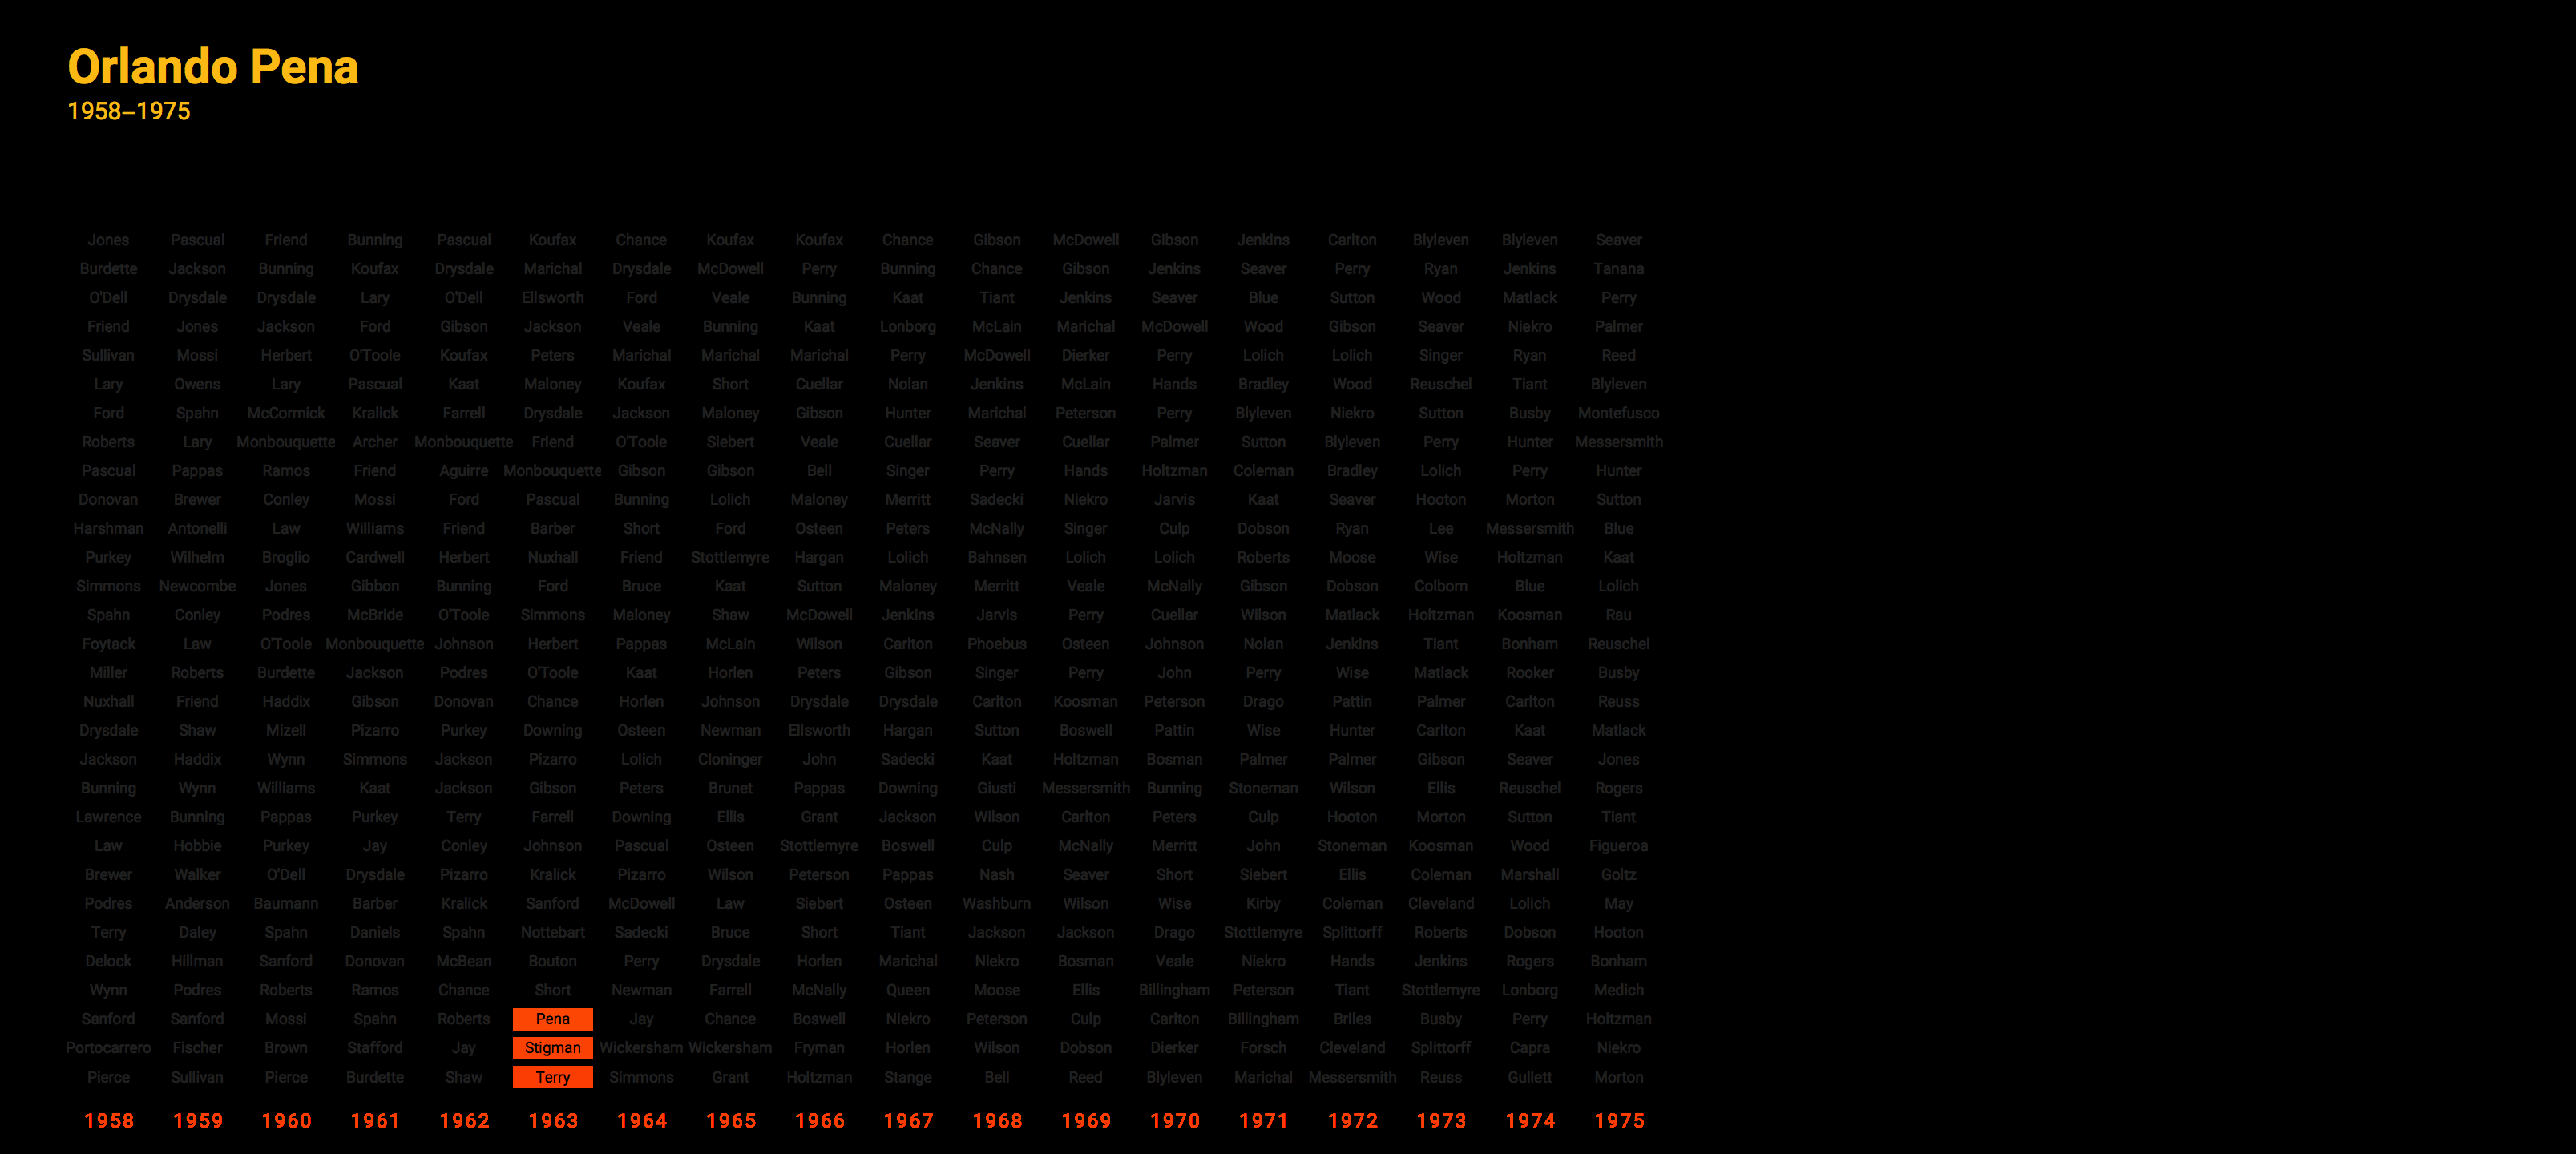 Orlando Pena
1958–1975
Jones Pascual Friend Bunning Pascual Koufax Chance Koufax Koufax Chance Gibson McDowell Gibson Jenkins Carlton Blyleven Blyleven Seaver
Burdette Jackson Bunning Koufax Drysdale Marichal Drysdale McDowell Perry Bunning Chance Gibson Jenkins Seaver Perry Ryan Jenkins Tanana
O'Dell Drysdale Drysdale Lary O'Dell Ellsworth Ford Veale Bunning Kaat Tiant Jenkins Seaver Blue Sutton Wood Matlack Perry
Friend Jones Jackson Ford Gibson Jackson Veale Bunning Kaat Lonborg McLain Marichal McDowell Wood Gibson Seaver Niekro Palmer
Sullivan Mossi Herbert O'Toole Koufax Peters Marichal Marichal Marichal Perry McDowell Dierker Perry Lolich Lolich Singer Ryan Reed
Lary Owens Lary Pascual Kaat Maloney Koufax Short Cuellar Nolan Jenkins McLain Hands Bradley Wood Reuschel Tiant Blyleven
Ford Spahn McCormick Kralick Farrell Drysdale Jackson Maloney Gibson Hunter Marichal Peterson Perry Blyleven Niekro Sutton Busby Montefusco
Roberts Lary Monbouquette Archer Monbouquette Friend O'Toole Siebert Veale Cuellar Seaver Cuellar Palmer Sutton Blyleven Perry Hunter Messersmith
Pascual Pappas Ramos Friend Aguirre Monbouquette Gibson Gibson Bell Singer Perry Hands Holtzman Coleman Bradley Lolich Perry Hunter
Donovan Brewer Conley Mossi Ford Pascual Bunning Lolich Maloney Merritt Sadecki Niekro Jarvis Kaat Seaver Hooton Morton Sutton
Harshman Antonelli Law Williams Friend Barber Short Ford Osteen Peters McNally Singer Culp Dobson Ryan Lee Messersmith Blue
Purkey Wilhelm Broglio Cardwell Herbert Nuxhall Friend Stottlemyre Hargan Lolich Bahnsen Lolich Lolich Roberts Moose Wise Holtzman Kaat
Simmons Newcombe Jones Gibbon Bunning Ford Bruce Kaat Sutton Maloney Merritt Veale McNally Gibson Dobson Colborn Blue Lolich
Spahn Conley Podres McBride O'Toole Simmons Maloney Shaw McDowell Jenkins Jarvis Perry Cuellar Wilson Matlack Holtzman Koosman Rau
Foytack Law O'Toole Monbouquette Johnson Herbert Pappas McLain Wilson Carlton Phoebus Osteen Johnson Nolan Jenkins Tiant Bonham Reuschel
Miller Roberts Burdette Jackson Podres O'Toole Kaat Horlen Peters Gibson Singer Perry John Perry Wise Matlack Rooker Busby
Nuxhall Friend Haddix Gibson Donovan Chance Horlen Johnson Drysdale Drysdale Carlton Koosman Peterson Drago Pattin Palmer Carlton Reuss
Drysdale Shaw Mizell Pizarro Purkey Downing Osteen Newman Ellsworth Hargan Sutton Boswell Pattin Wise Hunter Carlton Kaat Matlack
Jackson Haddix Wynn Simmons Jackson Pizarro Lolich Cloninger John Sadecki Kaat Holtzman Bosman Palmer Palmer Gibson Seaver Jones
Bunning Wynn Williams Kaat Jackson Gibson Peters Brunet Pappas Downing Giusti Messersmith Bunning Stoneman Wilson Ellis Reuschel Rogers
Lawrence Bunning Pappas Purkey Terry Farrell Downing Ellis Grant Jackson Wilson Carlton Peters Culp Hooton Morton Sutton Tiant
Law Hobbie Purkey Jay Conley Johnson Pascual Osteen Stottlemyre Boswell Culp McNally Merritt John Stoneman Koosman Wood Figueroa
Brewer Walker O'Dell Drysdale Pizarro Kralick Pizarro Wilson Peterson Pappas Nash Seaver Short Siebert Ellis Coleman Marshall Goltz
Podres Anderson Baumann Barber Kralick Sanford McDowell Law Siebert Osteen Washburn Wilson Wise Kirby Coleman Cleveland Lolich May
Terry Daley Spahn Daniels Spahn Nottebart Sadecki Bruce Short Tiant Jackson Jackson Drago Stottlemyre Splittorff Roberts Dobson Hooton
Delock Hillman Sanford Donovan McBean Bouton Perry Drysdale Horlen Marichal Niekro Bosman Veale Niekro Hands Jenkins Rogers Bonham
Wynn Podres Roberts Ramos Chance Short Newman Farrell McNally Queen Moose Ellis Billingham Peterson Tiant Stottlemyre Lonborg Medich
Sanford Sanford Mossi Spahn Roberts Pena Jay Chance Boswell Niekro Peterson Culp Carlton Billingham Briles Busby Perry Holtzman
Portocarrero Fischer Brown Stafford Jay Stigman Wickersham Wickersham Fryman Horlen Wilson Dobson Dierker Forsch Cleveland Splittorff Capra Niekro
Pierce Sullivan Pierce Burdette Shaw Terry Simmons Grant Holtzman Stange Bell Reed Blyleven Marichal Messersmith Reuss Gullett Morton
1958 1959 1960 1961 1962 1963 1964 1965 1966 1967 1968 1969 1970 1971 1972 1973 1974 1975